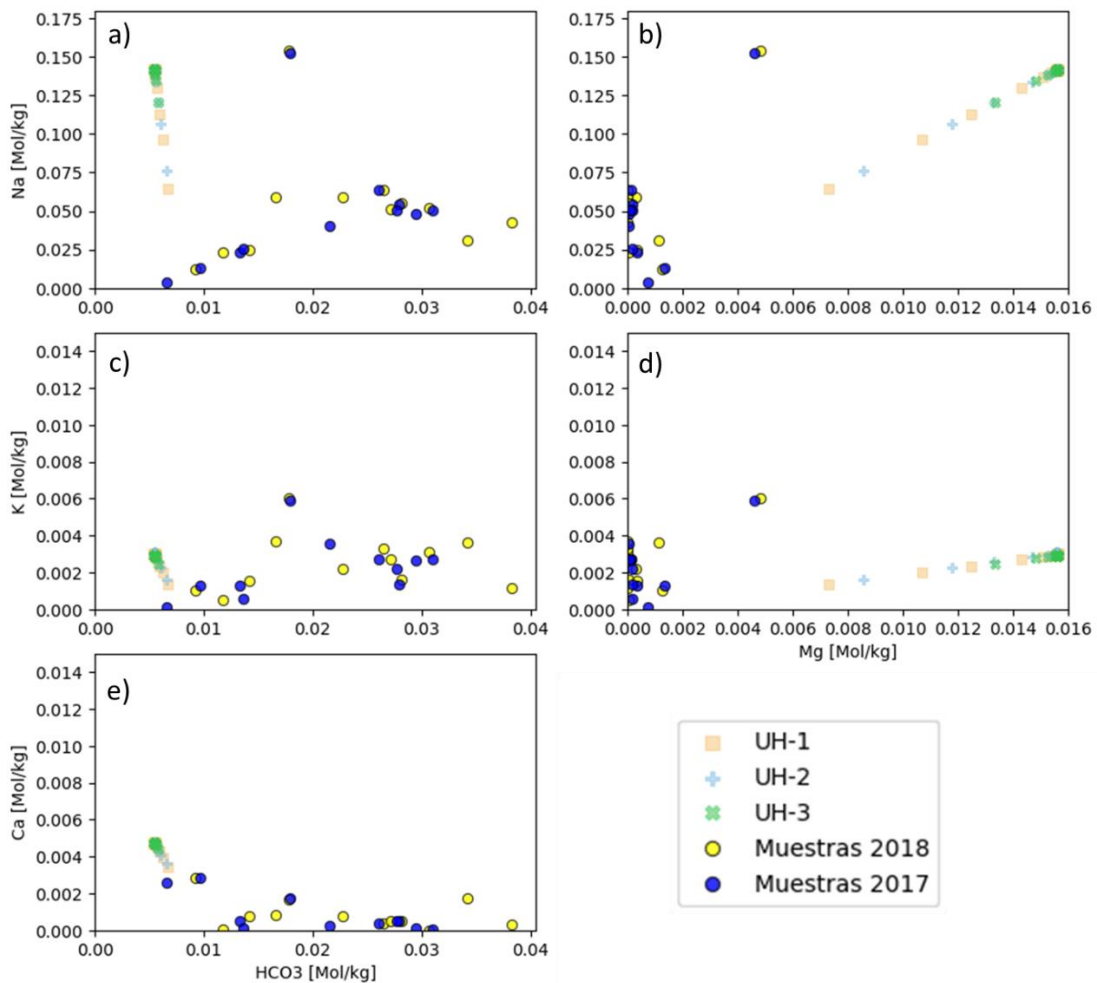 a)
0.175
0.150
0.125
0.100
0.075
0.050
0.025
0.000
Na [Mol/kg]
0.00 0.01 0.02 0.03 0.04
b)
0.175
0.150
0.125
0.100
0.075
0.050
0.025
0.000
0.000 0.002 0.004 0.006 0.008 0.010 0.012 0.014 0.016
c)
0.014
0.012
0.010
0.008
0.006
0.004
0.002
0.000
K [Mol/kg]
0.00 0.01 0.02 0.03 0.04
d)
0.014
0.012
0.010
0.008
0.006
0.004
0.002
0.000
0.000 0.002 0.004 0.006 0.008 0.010 0.012 0.014 0.016
Mg [Mol/kg]
e)
0.014
0.012
0.010
0.008
0.006
0.004
0.002
0.000
Ca [Mol/kg]
0.00 0.01 0.02 0.03 0.04
HCO3 [Mol/kg]
UH-1
UH-2
UH-3
Muestras 2018
Muestras 2017